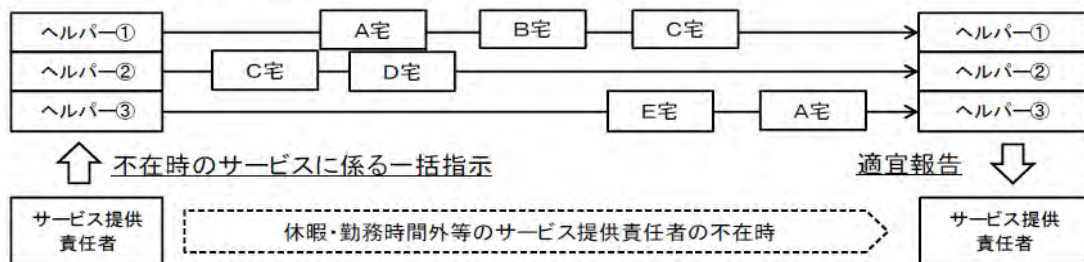 ヘルパー① A宅 B宅 C宅 ヘルパー①
ヘルパー② C宅 D宅 ヘルパー②
ヘルパー③ E宅 A宅 ヘルパー③
不在時のサービスに係る一括指示 適宜報告
サービス提供
責任者
休暇・勤務時間外等のサービス提供責任者の不在時
サービス提供
責任者